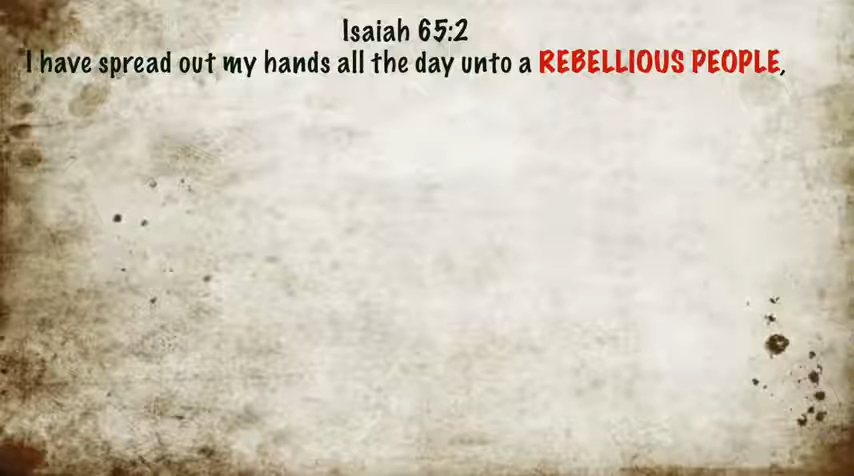 Isaiah 65:2
I have spread out my hands all the day unto a REBELLIOUS PEOPLE,